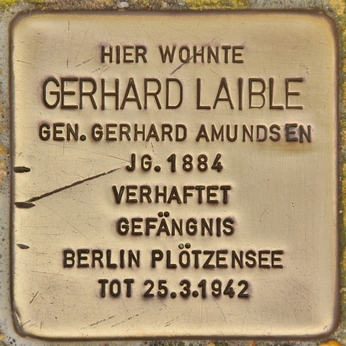 HIER WOHNTE
GERHARD LAIBLE
GEN. GERHARD AMUNDSEN
JG. 1884
VERHAFTET
GEFÄNGNIS
BERLIN PLÖTZENSEE
TOT 25.3.1942